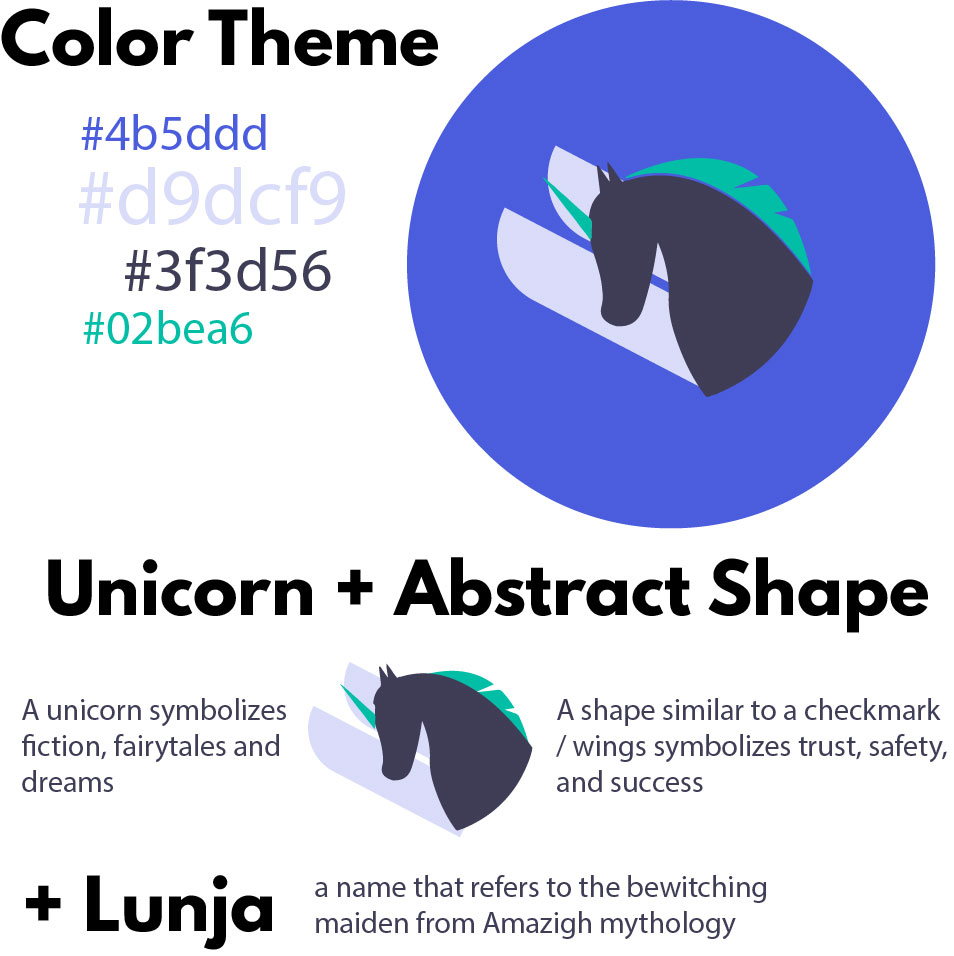 Color Theme
#4b5ddd
#d9dcf9
#3f3d56
#02bea6
Unicorn + Abstract Shape
A unicorn symbolizes
fiction, fairytales and
dreams
A shape similar to a checkmark
/ wings symbolizes trust, safety,
and success
+ Lunja
a name that refers to the bewitching
maiden from Amazigh mythology